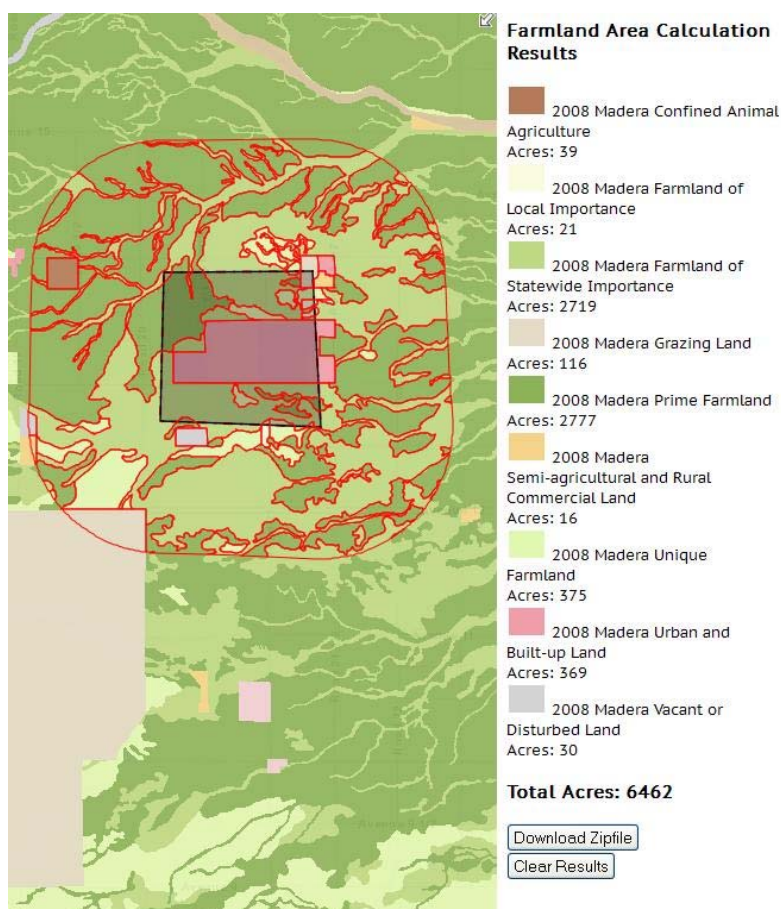 Farmland Area Calculation
Results
2008 Madera Confined Animal
Agriculture
Acres: 39
2008 Madera Farmland of
Local Importance
Acres: 21
2008 Madera Farmland of
Statewide Importance
Acres: 2719
2008 Madera Grazing Land
Acres: 116
2008 Madera Prime Farmland
Acres: 2777
2008 Madera
Semi-agricultural and Rural
Commercial Land
Acres: 16
2008 Madera Unique
Farmland
Acres: 375
2008 Madera Urban and
Built-up Land
Acres: 369
2008 Madera Vacant or
Disturbed Land
Acres: 30
Total Acres: 6462
Download Zipfile
Clear Results